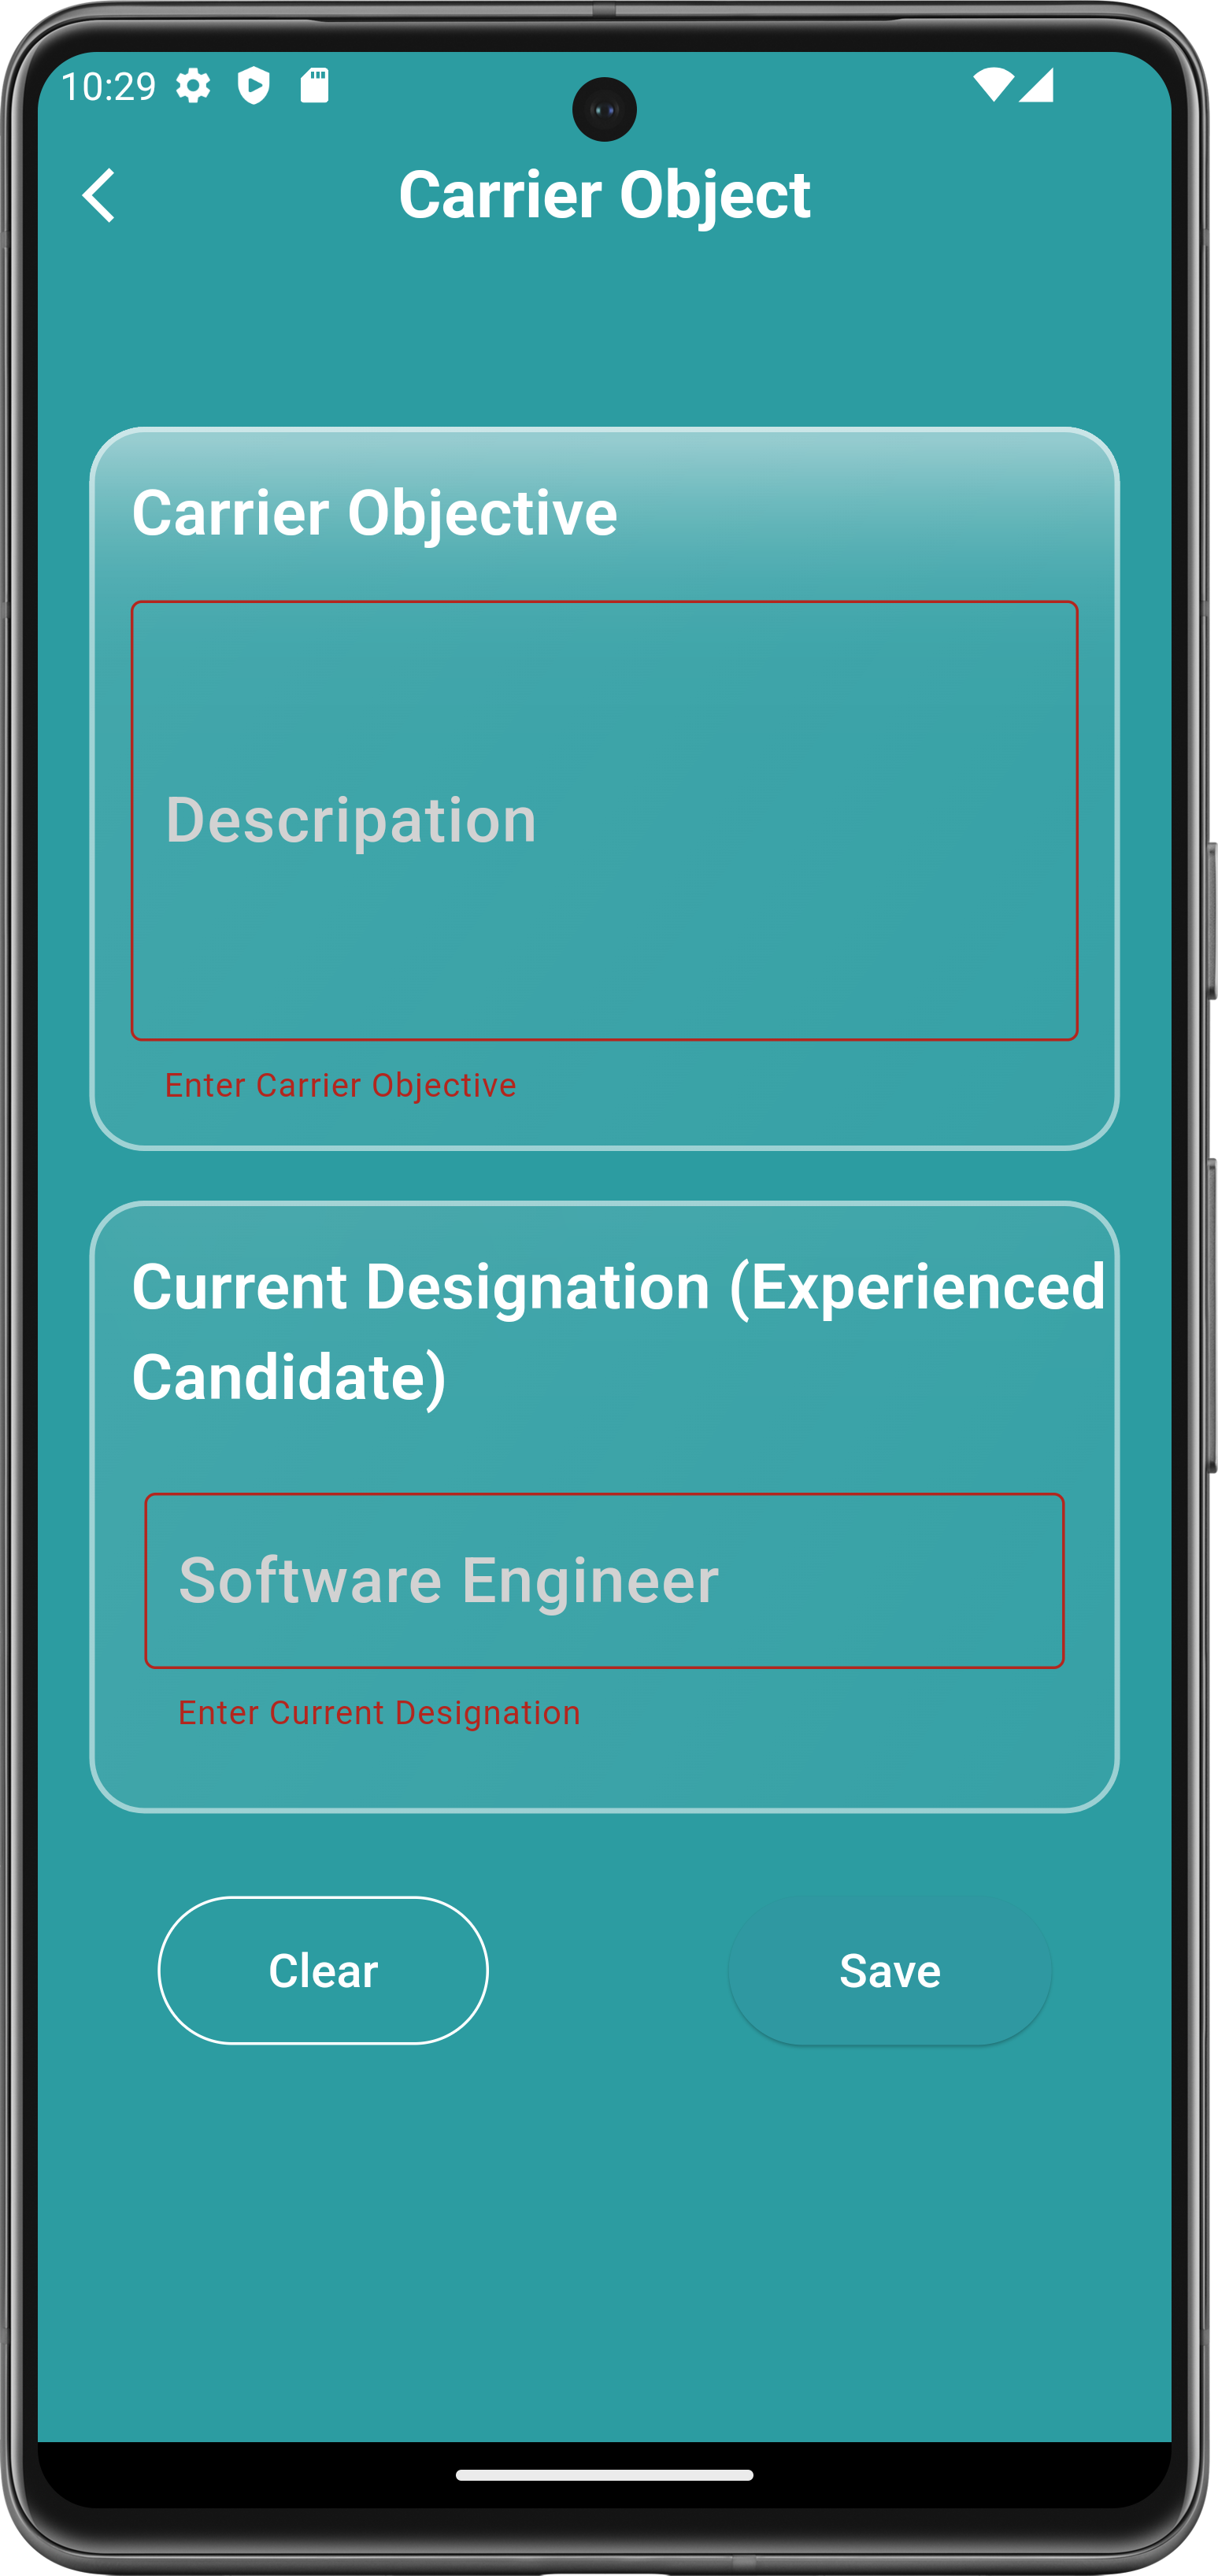 10:29
Carrier Object
Carrier Objective
Descripation
Enter Carrier Objective
Current Designation (Experienced
Candidate)
Software Engineer
Enter Current Designation
Clear
Save